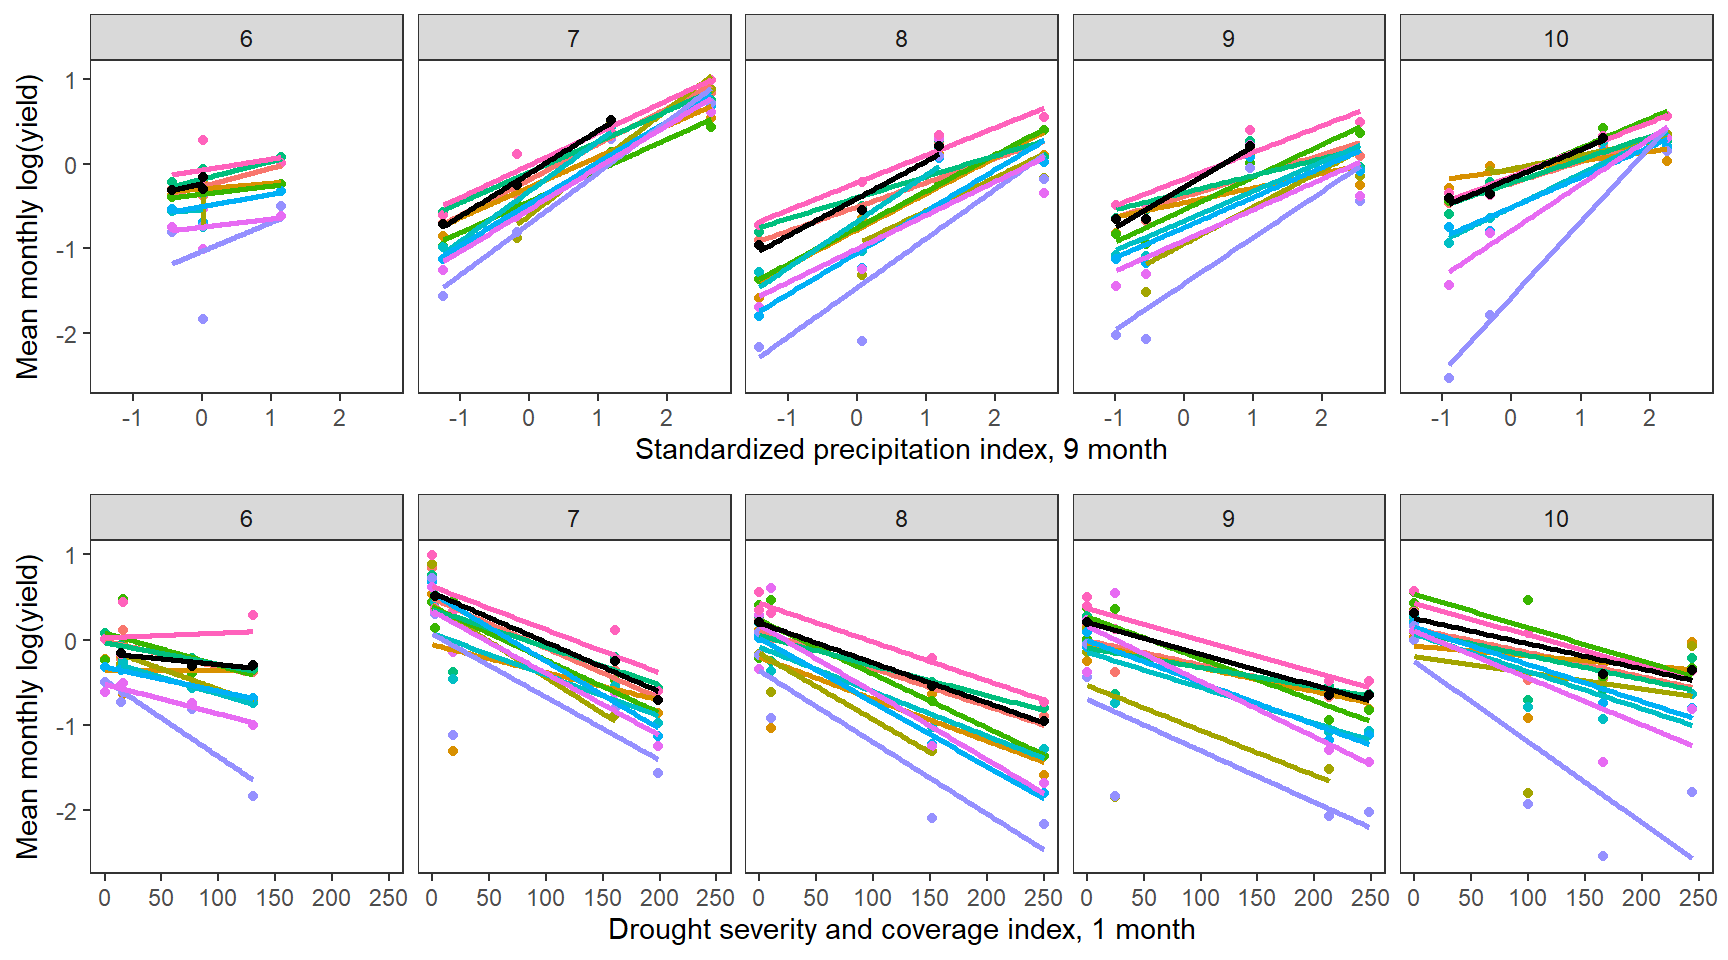 6 7 8 9 10
Mean monthly log(yield)
1
0
-1
-2
-1 0 1 2 -1 0 1 2 -1 0 1 2 -1 0 1 2 -1 0 1 2
Standardized precipitation index, 9 month
6 7 8 9 10
Mean monthly log(yield)
1
0
-1
-2
0 50 100 150 200 250 0 50 100 150 200 250 0 50 100 150 200 250 0 50 100 150 200 250 0 50 100 150 200 250
Drought severity and coverage index, 1 month